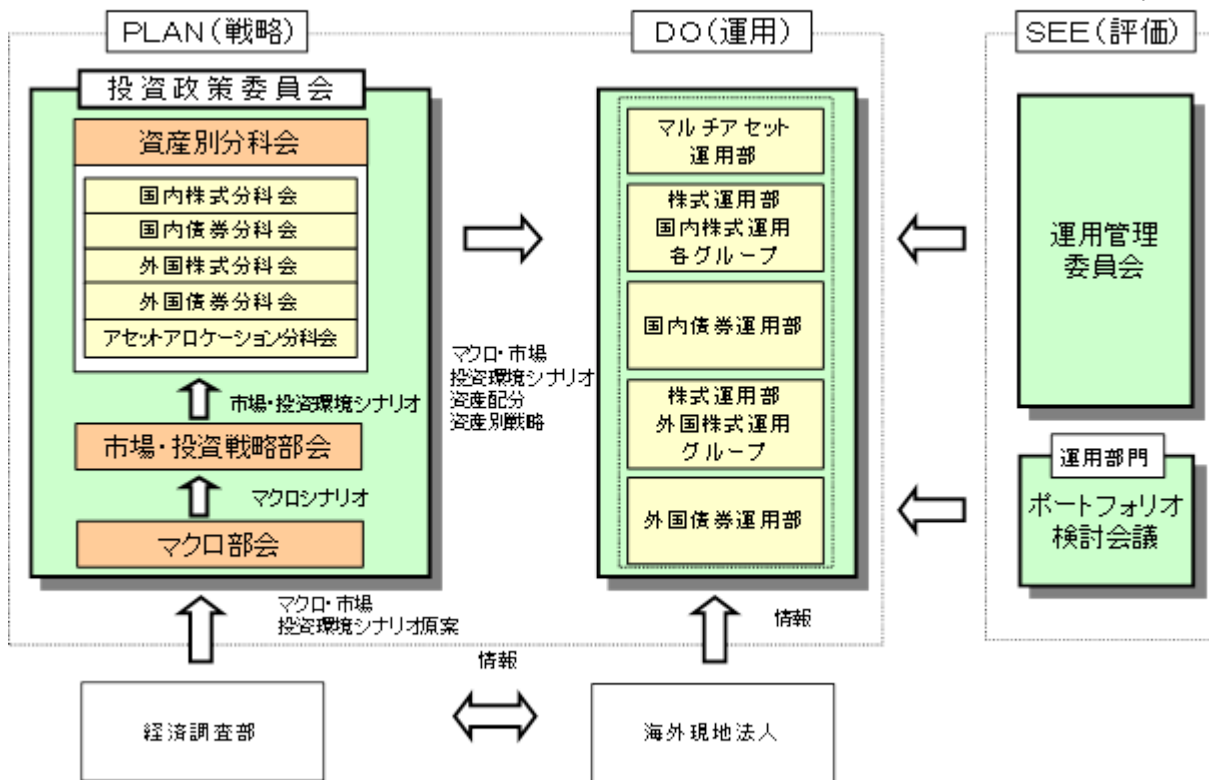 PLAN(戦略)
投資政策委員会
資産別分科会
国内株式分科会
国内債券分科会
外国株式分科会
外国債券分科会
アセットアロケーション分科会
市場・投資環境シナリオ
市場・投資戦略部会
マクロシナリオ
マクロ部会
マクロ・市場
投資環境シナリオ原案
経済調査部
マクロ・市場
投資環境シナリオ
資産配分
資産別戦略
DO(運用)
マルチアセット
運用部
株式運用部
国内株式運用
各グループ
国内債券運用部
株式運用部
外国株式運用
グループ
外国債券運用部
情報
情報
海外現地法人
SEE(評価)
運用管理
委員会
運用部門
ポートフォリオ
検討会議